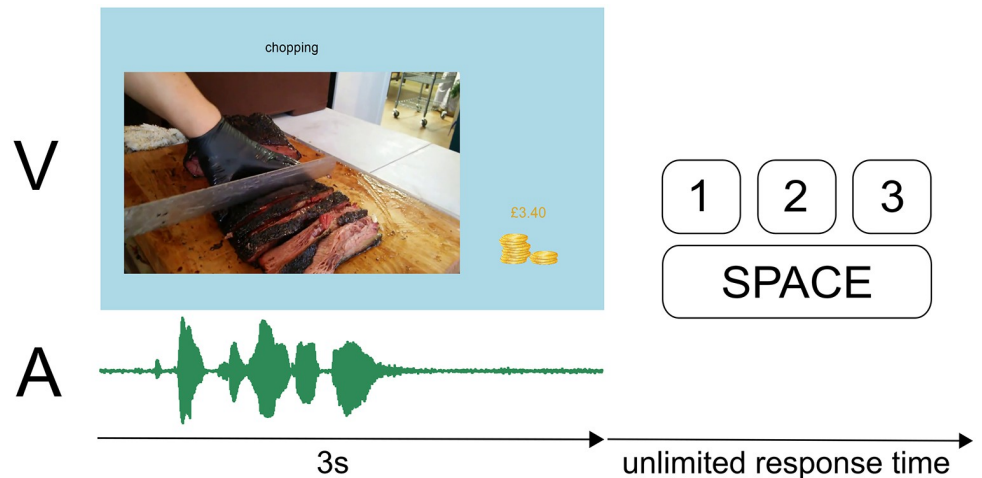 V
chopping
£3.40
1 2 3
SPACE
A
3s
unlimited response time